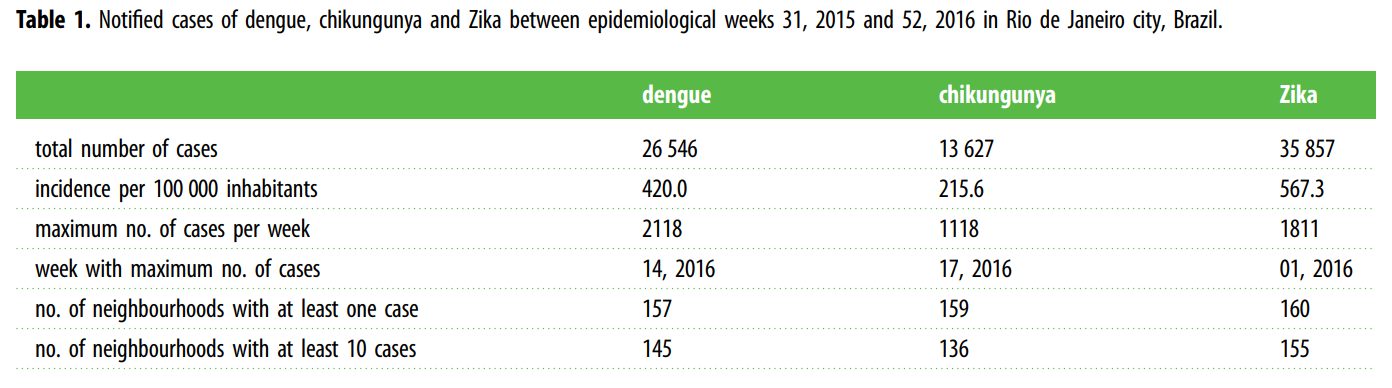 Table 1. Notified cases of dengue, chikungunya and Zika between epidemiological weeks 31, 2015 and 52, 2016 in Rio de Janeiro city, Brazil.
dengue chikungunya Zika
total number of cases 26 546 13 627 35 857
incidence per 100 000 inhabitants 420.0 215.6 567.3
maximum no. of cases per week 2118 1118 1811
week with maximum no. of cases 14, 2016 17, 2016 01, 2016
no. of neighbourhoods with at least one case 157 159 160
no. of neighbourhoods with at least 10 cases 145 136 155